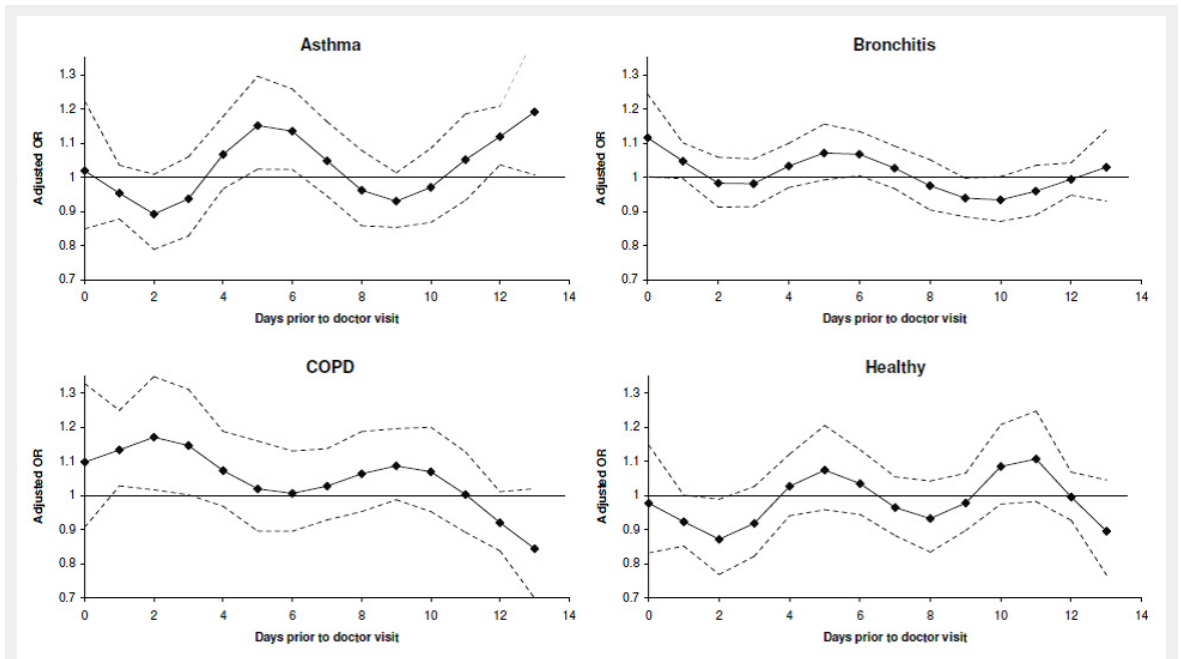 Asthma
1.3
1.2
1.1
1
0.9
0.8
0.7
Adjusted OR
0 2 4 6 8 10 12 14
Days prior to doctor visit
Bronchitis
1.3
1.2
1.1
1
0.9
0.8
0.7
Adjusted OR
0 2 4 6 8 10 12 14
Days prior to doctor visit
COPD
1.3
1.2
1.1
1
0.9
0.8
0.7
Adjusted OR
0 2 4 6 8 10 12 14
Days prior to doctor visit
Healthy
1.3
1.2
1.1
1
0.9
0.8
0.7
Adjusted OR
0 2 4 6 8 10 12 14
Days prior to doctor visit